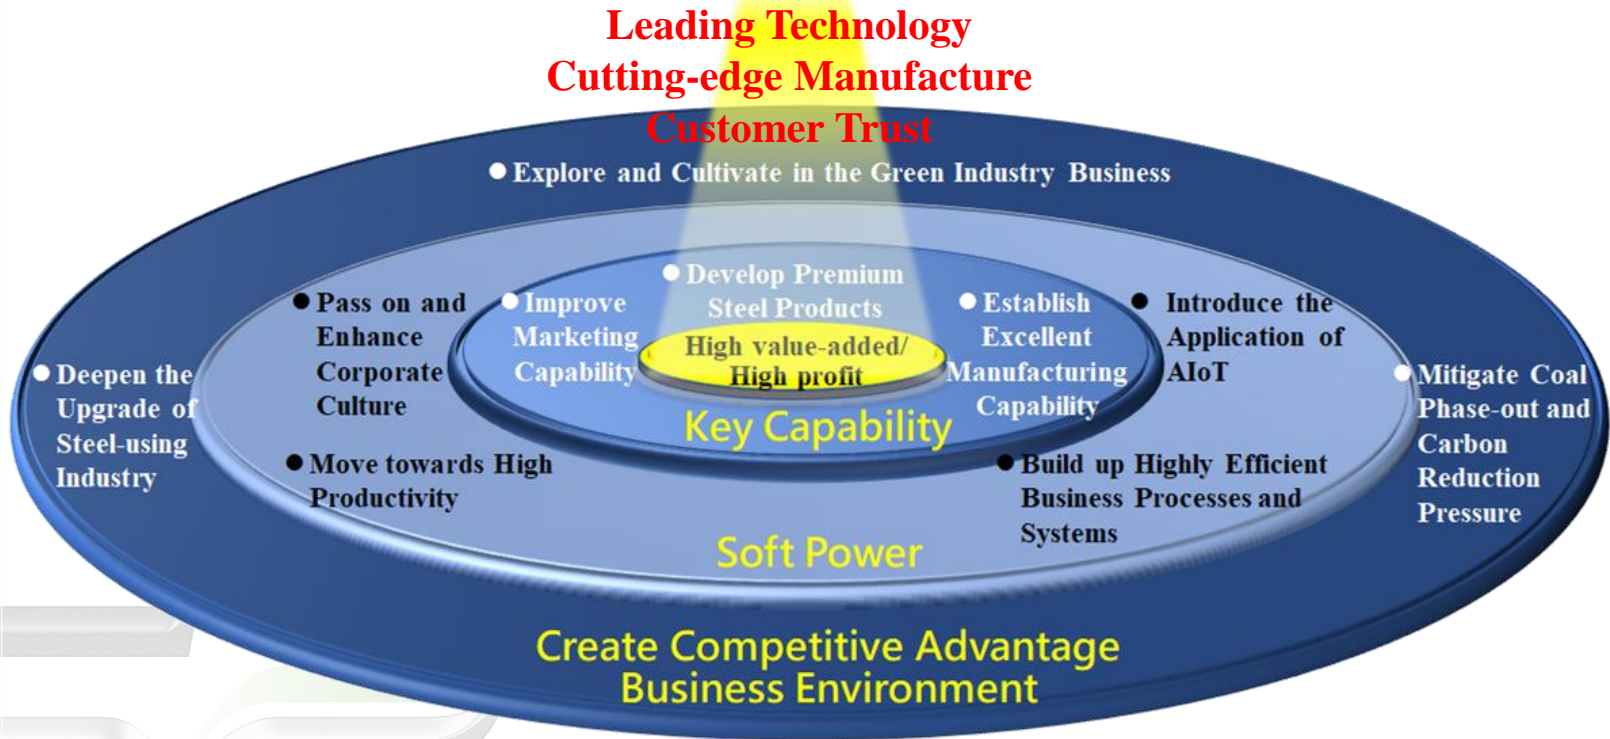 Leading Technology
Cutting-edge Manufacture
Customer Trust
● Explore and Cultivate in the Green Industry Business
● Develop Premium
Steel Products
● Pass on and
Enhance
Corporate
Culture
● Improve
Marketing
Capability
High value-added/
High profit
● Establish
Excellent
Manufacturing
Capability
● Introduce the
Application of
AIoT
● Deepen the
Upgrade of
Steel-using
Industry
● Mitigate Coal
Phase-out and
Carbon
Reduction
Pressure
Key Capability
● Move towards High
Productivity
● Build up Highly Efficient
Business Processes and
Systems
Soft Power
Create Competitive Advantage
Business Environment